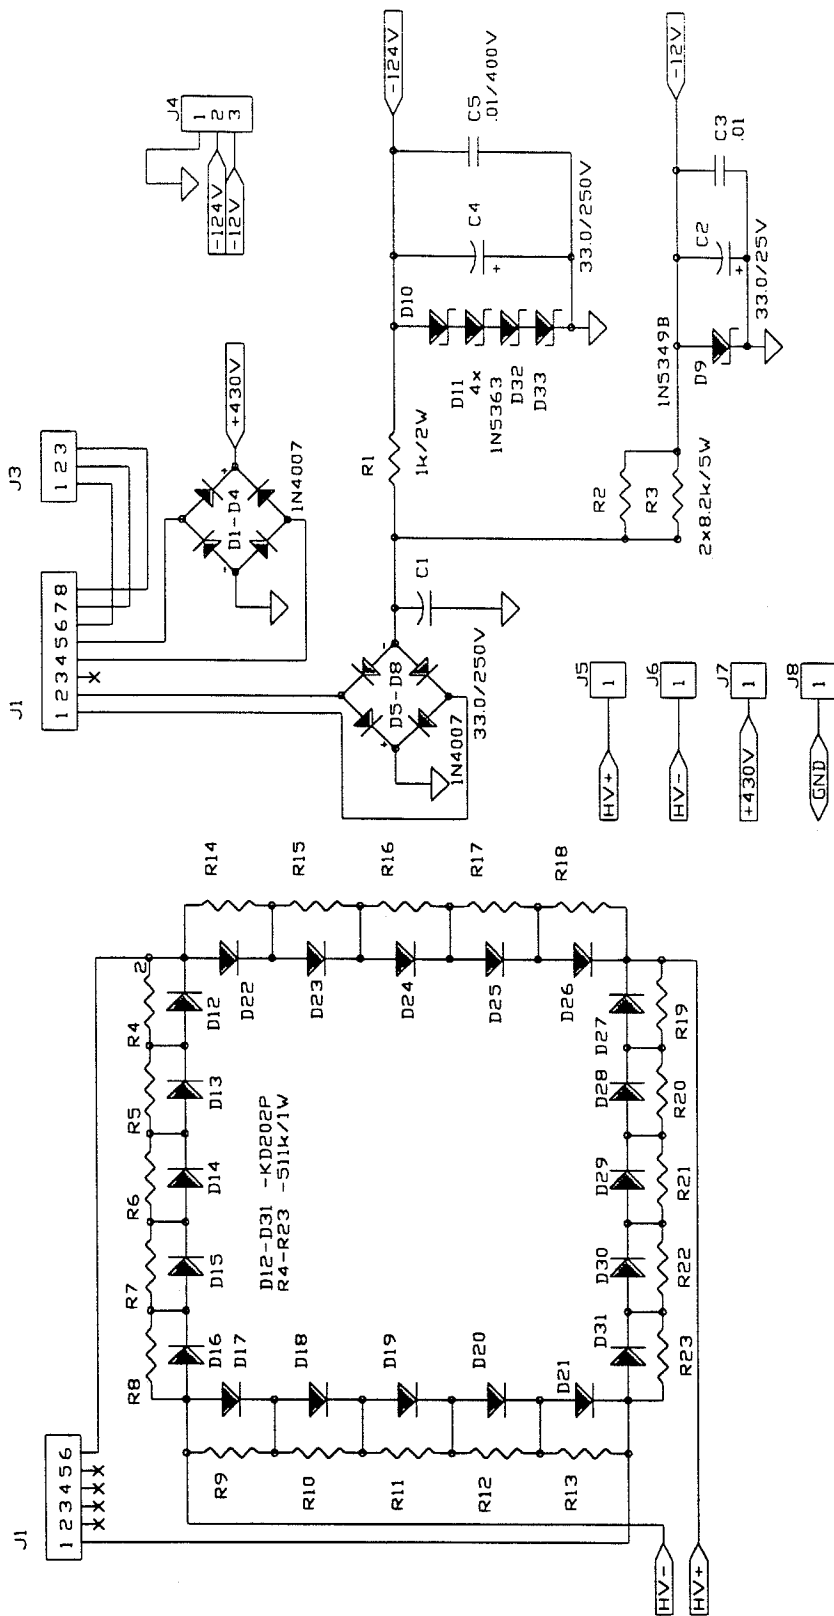 J4
1
2
3
-124V
-12V
J3
1 2 3
J1
1 2 3 4 5 6 7 8
+430V
D1-D4
1N4007
-124V
C5
.01/400V
C4
33.0/250V
D10
D11
4x
1N5363
D32
D33
R1
1k/2W
C1
33.0/250V
D5-D8
1N4007
-12V
C3
.01
C2
33.0/25V
1N5349B
D9
R2
R3
2x8.2k/5W
J5
1
HV+
J6
1
HV-
J7
1
+430V
J8
1
GND
J1
1 2 3 4 5 6
2
R4
R5
R6
R7
R8
D12
D13
D14
D15
D16
D17
D18
D19
D20
D21
R9
R10
R11
R12
R13
D12-D31 -KD202P
R4-R23 -511k/1W
D22
D23
D24
D25
D26
R14
R15
R16
R17
R18
D27
D28
D29
D30
D31
R19
R20
R21
R22
R23
HV-
HV+